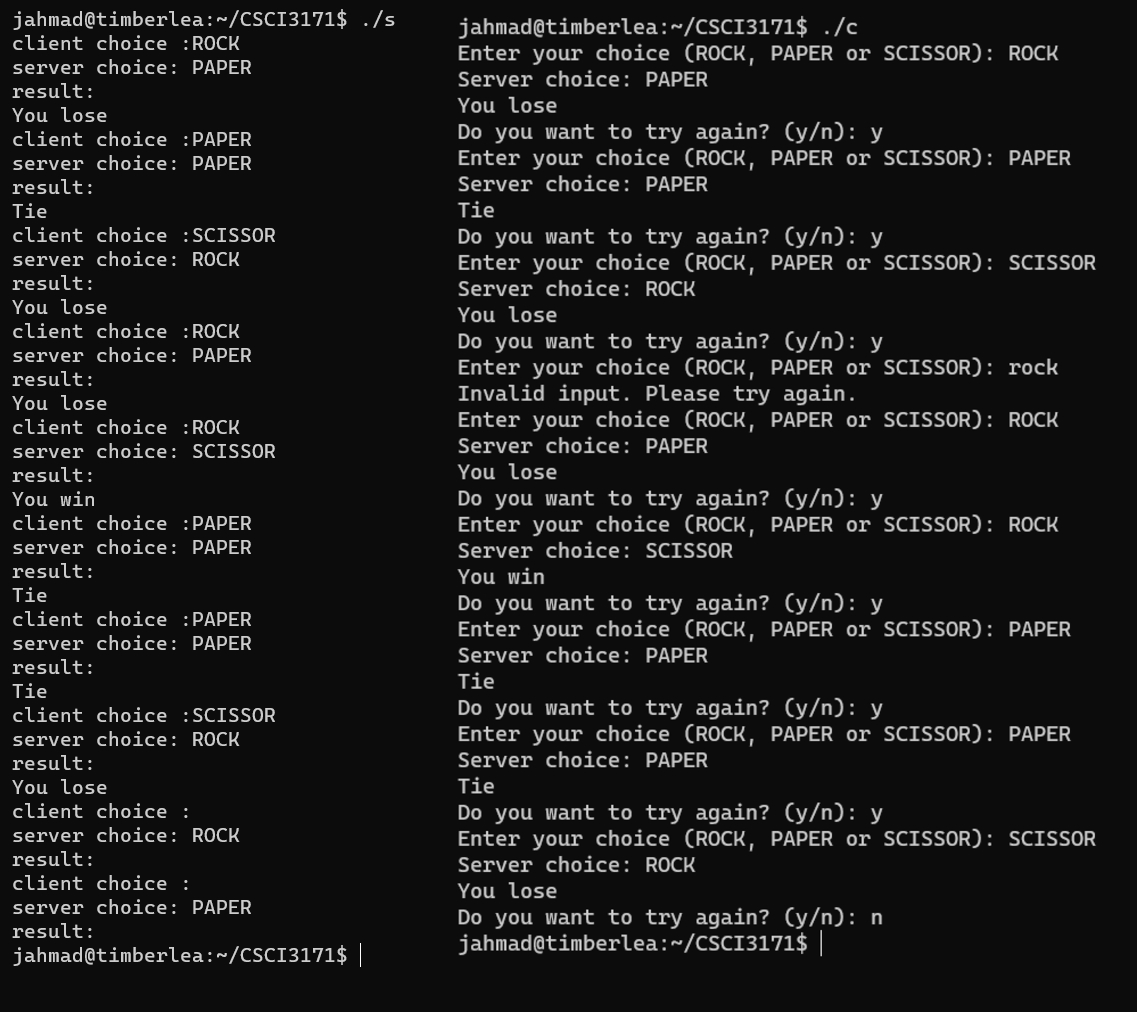 jahmad@timberlea:~/CSCI3171$ ./s
client choice :ROCK
server choice: PAPER
result:
You lose
client choice :PAPER
server choice: PAPER
result:
Tie
client choice :SCISSOR
server choice: ROCK
result:
You lose
client choice :ROCK
server choice: PAPER
result:
You lose
client choice :ROCK
server choice: SCISSOR
result:
You win
client choice :PAPER
server choice: PAPER
result:
Tie
client choice :PAPER
server choice: PAPER
result:
Tie
client choice :SCISSOR
server choice: ROCK
result:
You lose
client choice :
server choice: ROCK
result:
client choice :
server choice: PAPER
result:
jahmad@timberlea:~/CSCI3171$
jahmad@timberlea:~/CSCI3171$ ./c
Enter your choice (ROCK, PAPER or SCISSOR): ROCK
Server choice: PAPER
You lose
Do you want to try again? (y/n): y
Enter your choice (ROCK, PAPER or SCISSOR): PAPER
Server choice: PAPER
Tie
Do you want to try again? (y/n): y
Enter your choice (ROCK, PAPER or SCISSOR): SCISSOR
Server choice: ROCK
You lose
Do you want to try again? (y/n): y
Enter your choice (ROCK, PAPER or SCISSOR): rock
Invalid input. Please try again.
Enter your choice (ROCK, PAPER or SCISSOR): ROCK
Server choice: PAPER
You lose
Do you want to try again? (y/n): y
Enter your choice (ROCK, PAPER or SCISSOR): ROCK
Server choice: SCISSOR
You win
Do you want to try again? (y/n): y
Enter your choice (ROCK, PAPER or SCISSOR): PAPER
Server choice: PAPER
Tie
Do you want to try again? (y/n): y
Enter your choice (ROCK, PAPER or SCISSOR): PAPER
Server choice: PAPER
Tie
Do you want to try again? (y/n): y
Enter your choice (ROCK, PAPER or SCISSOR): SCISSOR
Server choice: ROCK
You lose
Do you want to try again? (y/n): n
jahmad@timberlea:~/CSCI3171$